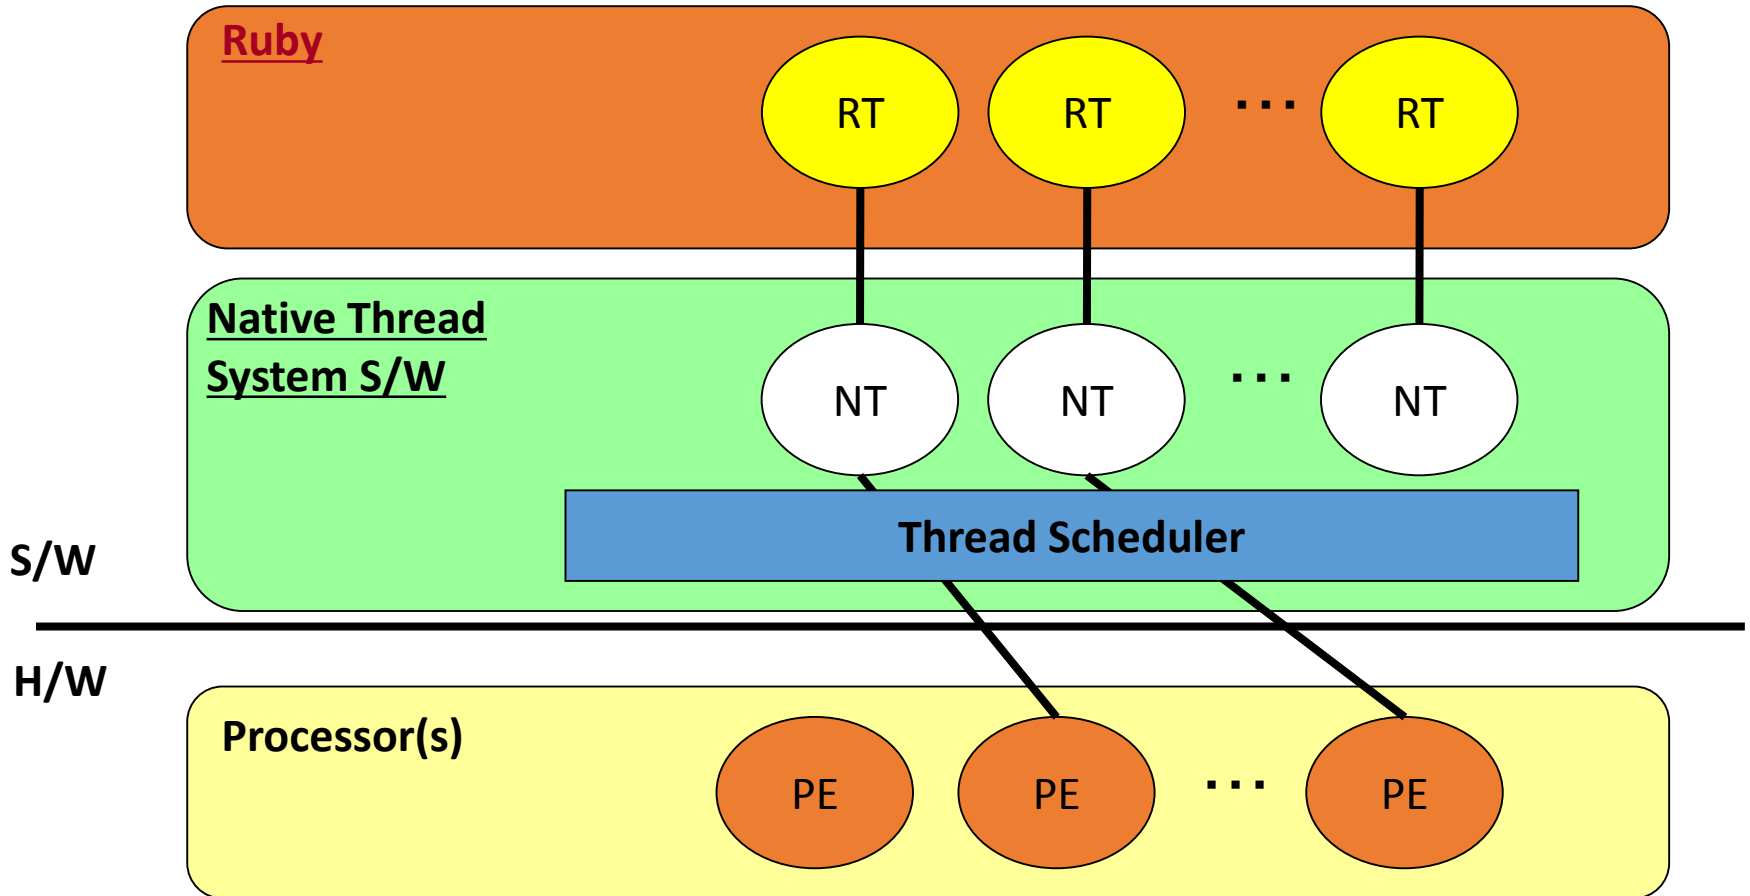 Ruby
RT
RT
...
RT
Native Thread
System S/W
NT
NT
...
NT
Thread Scheduler
S/W
H/W
Processor(s)
PE
PE
...
PE